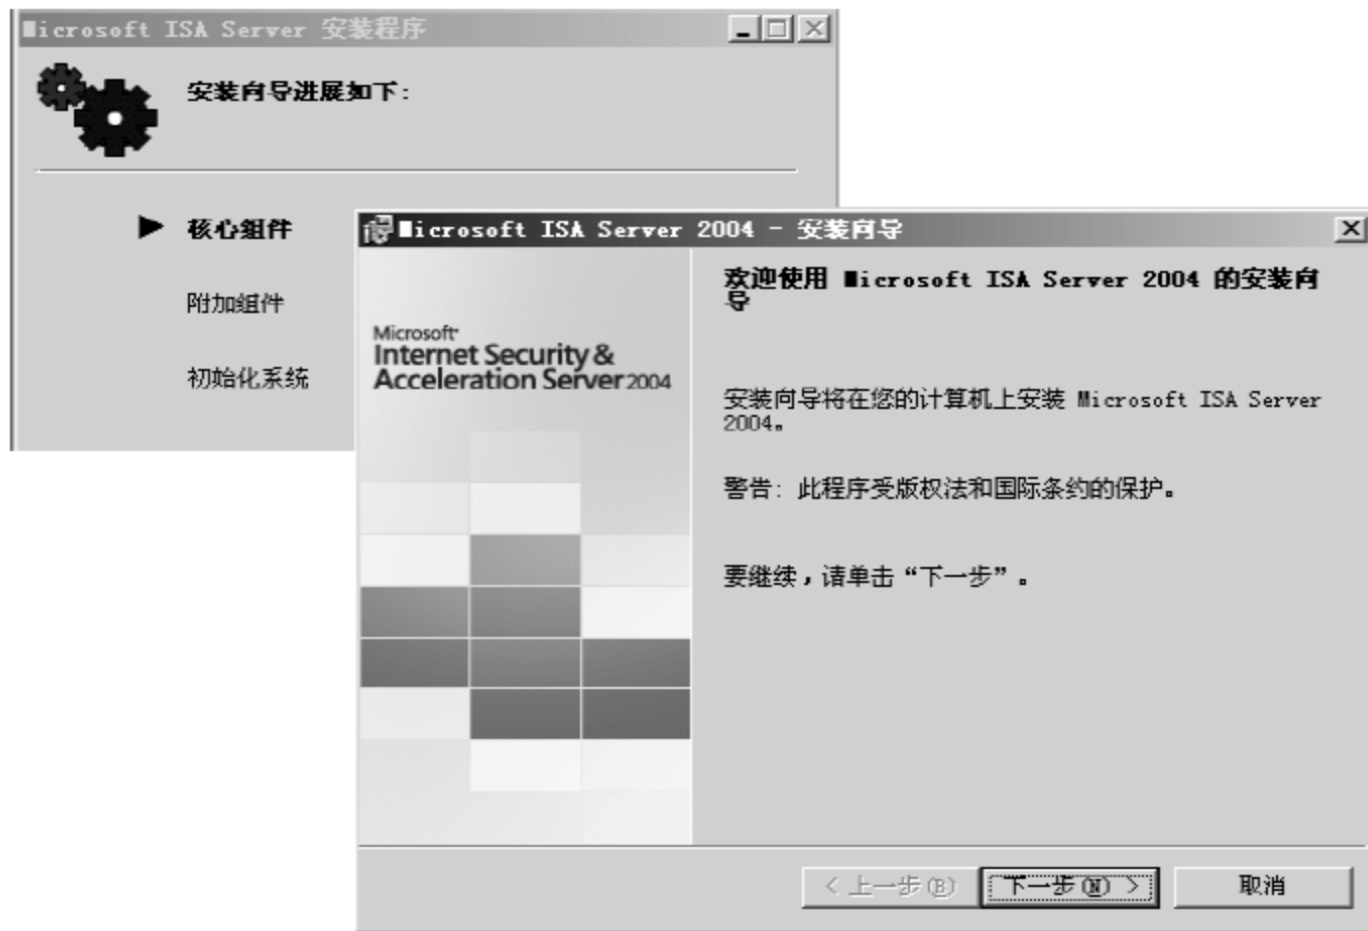 Microsoft ISA Server 安装程序
安装向导进展如下:
核心组件
附加组件
初始化系统
Microsoft ISA Server 2004 - 安装向导
Microsoft
Internet Security &
Acceleration Server 2004
欢迎使用 Microsoft ISA Server 2004 的安装向
导
安装向导将在您的计算机上安装 Microsoft ISA Server
2004。
警告: 此程序受版权法和国际条约的保护。
要继续,请单击“下一步”。
< 上一步(B)
下一步(N) >
取消